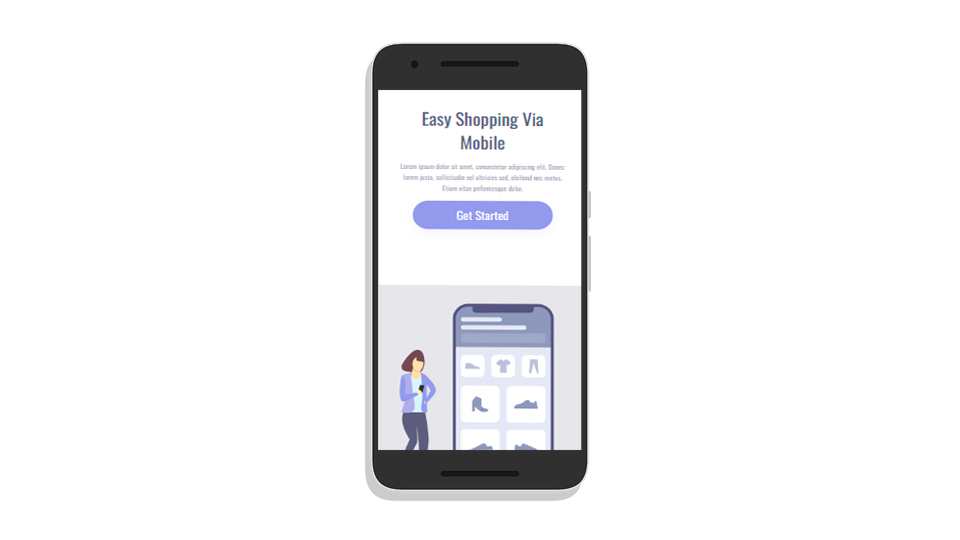 Easy Shopping Via
Mobile
Lorem ipsum dolor sit amet, consectetur adipiscing elit. Donec
lorem justo, sollicitudin vel ultricies sed, eleifend nec metus.
Etiam vitae pellentesque dolor.
Get Started